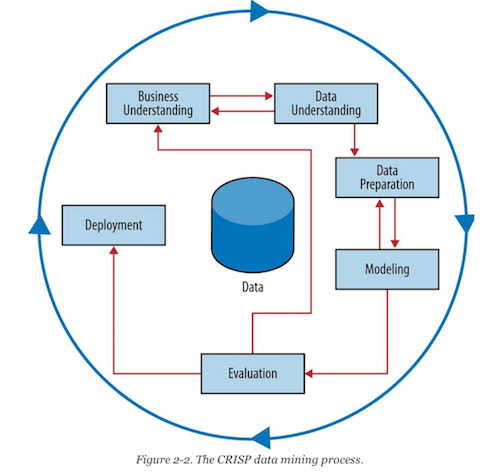 Business
Understanding
Data
Understanding
Data
Preparation
Deployment
Data
Modeling
Evaluation
Figure 2-2. The CRISP data mining process.